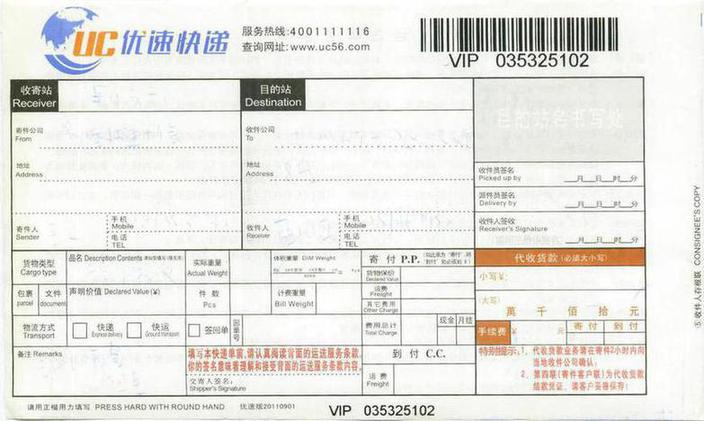 UC 优速快递
服务热线:4001111116
查询网址:www.uc56.com
VIP 035325102
收寄站
Receiver
目的站
Destination
目的站名书写处
寄件公司
From
收件公司
To
地址
Address
地址
Address
收件员签名
Picked up by
月 日 时 分
派件员签名
Delivery by
月 日 时 分
收件人签收
Receiver's Signature
月 日 时 分
寄件人
Sender
手机
Mobile
电话
TEL
收件人
Receiver
手机
Mobile
电话
TEL
货物类型
Cargo type
品名 Description Contents
实际重量
Actual Weight
体积重量 DIM Weight
寄付 P.P.
代收货款 (必须大小写)
包裹
parcel
文件
document
声明价值 Declared Value(¥)
件数
Pcs
计费重量
Bill Weight
货物保价
Declared Value
运费
Freight
其它费用
Other Charge
小写¥:
(大写)
万 仟 佰 拾 元
物流方式
Transport
快递
Express delivery
快运
Ground transport
签回单
回单号
费用总计
Total Charge
现金
月结
手续费
¥ 元
寄付
到付
备注 Remarks
填写本快递单前,请认真阅读背面的运送服务条款,
你的签名意味着理解和接受背面的运送服务条款内容。
交寄人签名:
Shipper's Signature
到付 C.C.
运费
Freight
特别提示:1、代收货款业务请在寄件2小时内向
当地收件公司确认;
2、第四联(寄件客户联)为代收货款
结款凭证,请客户妥善保存!
⑤收件人存根联 CONSIGNEE'S COPY
请用正楷用力填写 PRESS HARD WITH ROUND HAND
优速版20110901
VIP 035325102